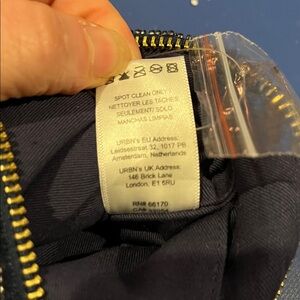 SPOT CLEAN ONLY
NETTOYER LES TÂCHES
SEULEMENT/ SOLO
MANCHAS LIMPIAS
URBN's EU Address:
Leidsestraat 32, 1017 PB
Amsterdam, Netherlands
URBN's UK Address:
146 Brick Lane
London, E1 6RU
RN# 66170